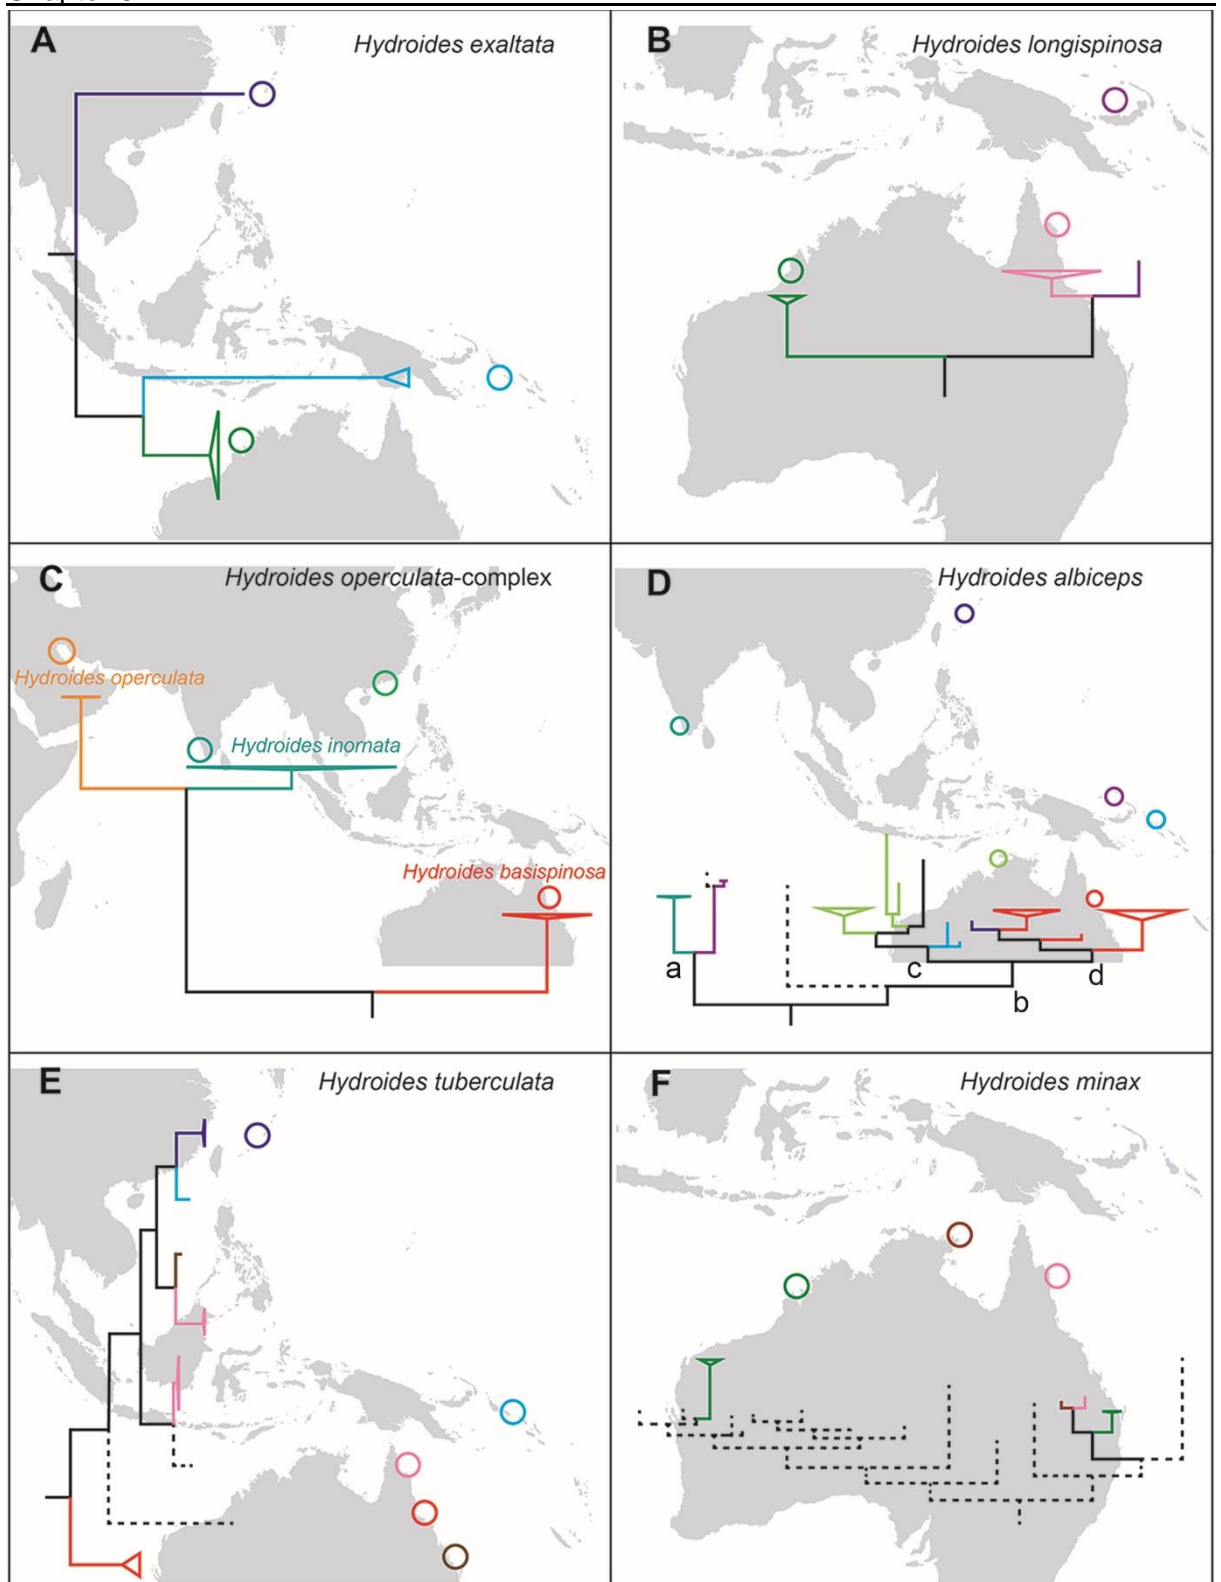 A
Hydroides exaltata
B
Hydroides longispinosa
C
Hydroides operculata-complex
Hydroides operculata
Hydroides inornata
Hydroides basispinosa
D
Hydroides albiceps
a
c
d
b
E
Hydroides tuberculata
F
Hydroides minax